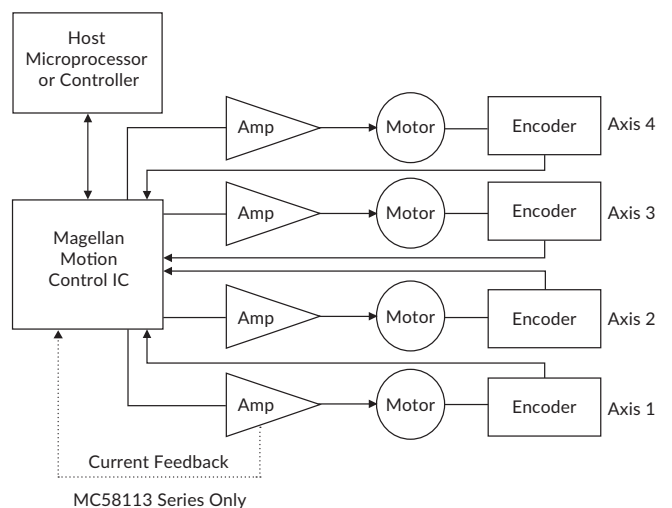 Host
Microprocessor
or Controller
Amp
Motor
Encoder
Axis 4
Amp
Motor
Encoder
Axis 3
Magellan
Motion
Control IC
Amp
Motor
Encoder
Axis 2
Amp
Motor
Encoder
Axis 1
Current Feedback
MC58113 Series Only